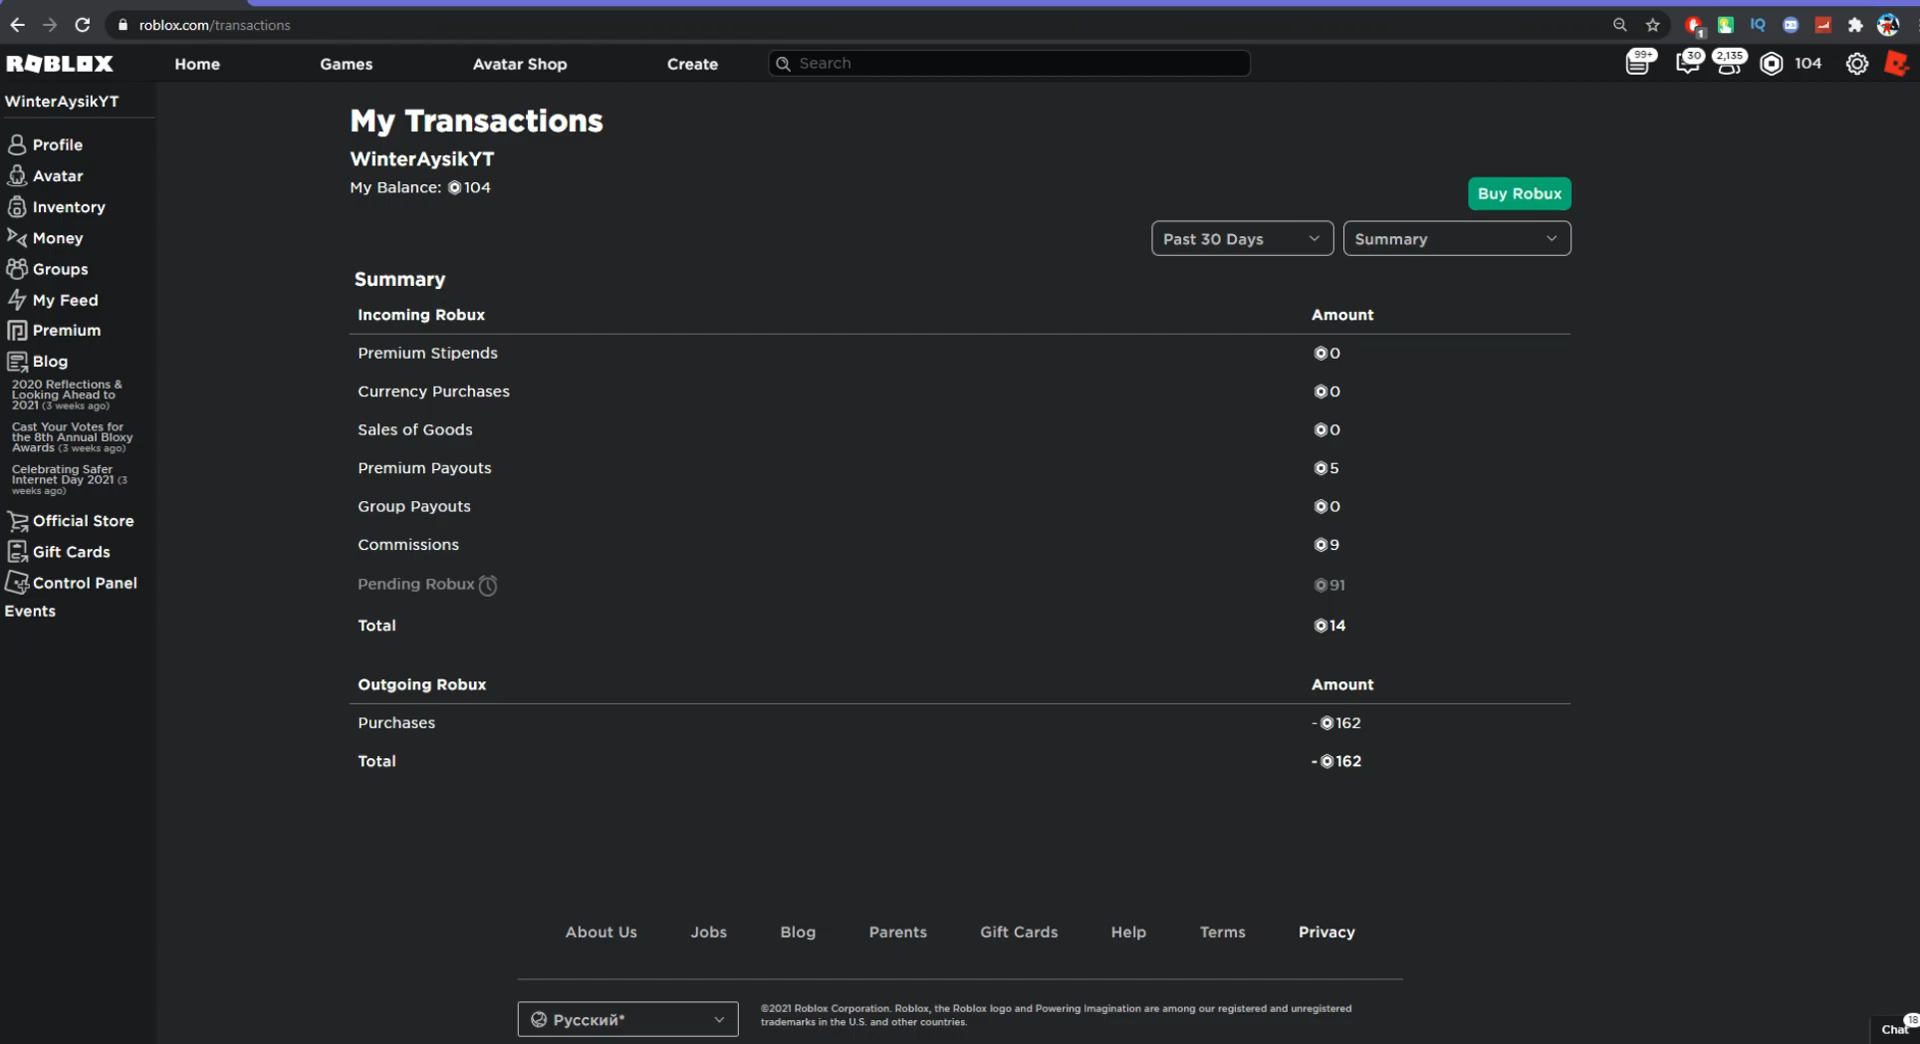 roblox.com/transactions
1
IQ
ROBLOX
Home
Games
Avatar Shop
Create
Search
99+
30
2,135
104
WinterAysikYT
Profile
Avatar
Inventory
Money
Groups
My Feed
Premium
Blog
2020 Reflections &
Looking Ahead to
2021 (3 weeks ago)
Cast Your Votes for
the 8th Annual Bloxy
Awards (3 weeks ago)
Celebrating Safer
Internet Day 2021 (3
weeks ago)
Official Store
Gift Cards
Control Panel
Events
My Transactions
WinterAysikYT
My Balance: 104
Buy Robux
Past 30 Days
Summary
Summary
Incoming Robux Amount
Premium Stipends 0
Currency Purchases 0
Sales of Goods 0
Premium Payouts 5
Group Payouts 0
Commissions 9
Pending Robux 91
Total 14
Outgoing Robux Amount
Purchases -162
Total -162
About Us
Jobs
Blog
Parents
Gift Cards
Help
Terms
Privacy
Русский*
©2021 Roblox Corporation. Roblox, the Roblox logo and Powering Imagination are among our registered and unregistered
trademarks in the U.S. and other countries.
Chat
18